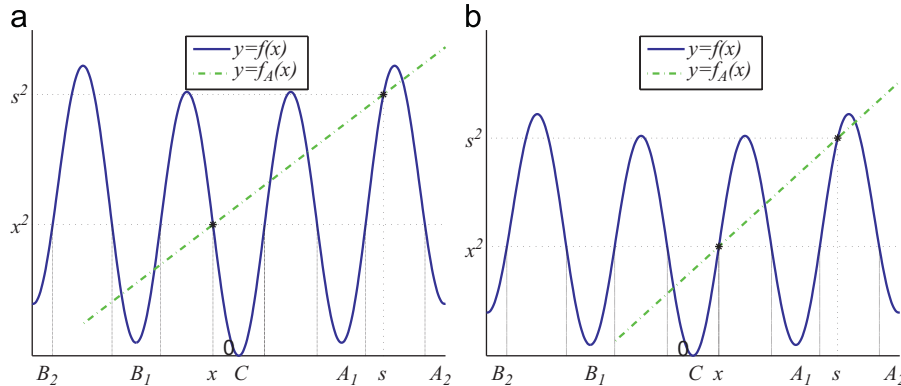 a
y=f(x)
y=f_A(x)
s²
x²
0
B₂ B₁ x C A₁ s A₂
b
y=f(x)
y=f_A(x)
s²
x²
0
B₂ B₁ C x A₁ s A₂